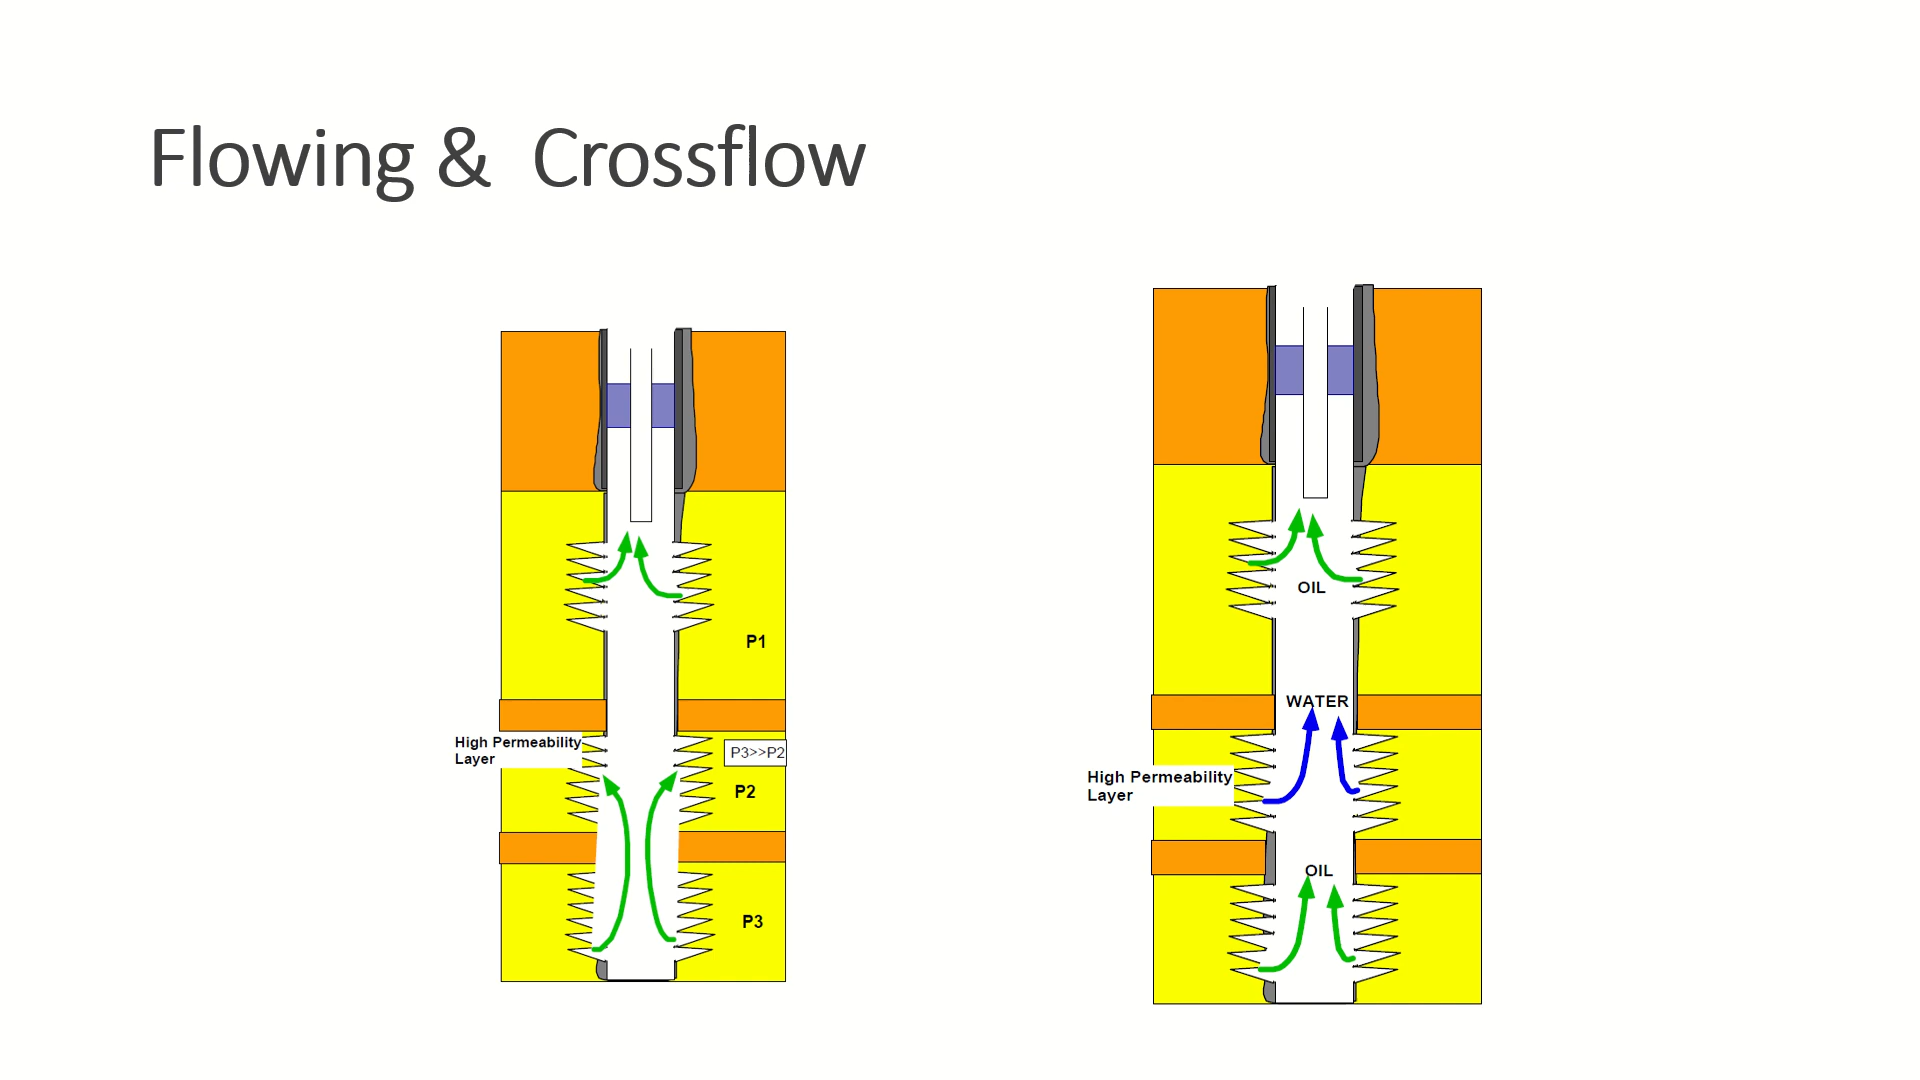 Flowing &  Crossflow
P1
High Permeability
Layer
P3>>P2
P2
P3
OIL
WATER
High Permeability
Layer
OIL